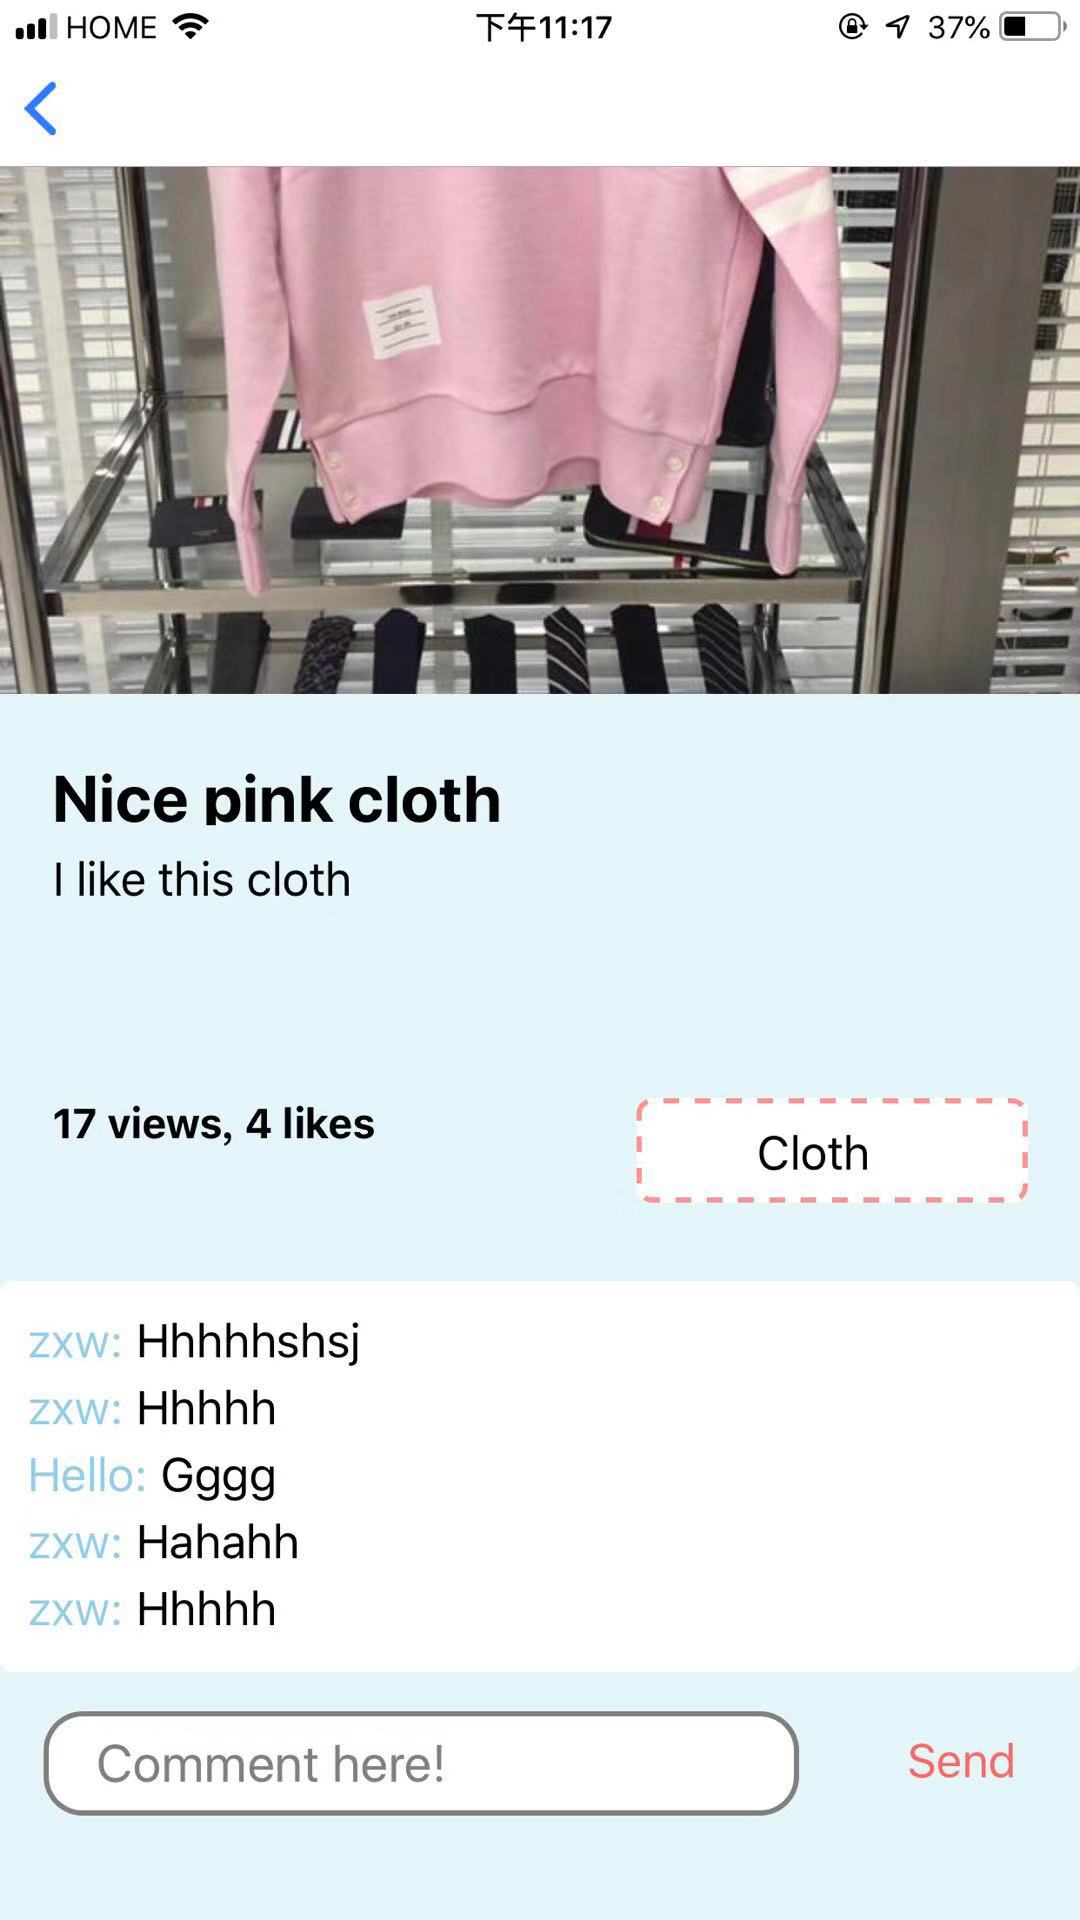 HOME 下午11:17 37%
Nice pink cloth
I like this cloth
17 views, 4 likes
Cloth
zxw: Hhhhhshsj
zxw: Hhhhh
Hello: Gggg
zxw: Hahahh
zxw: Hhhhh
Comment here!
Send